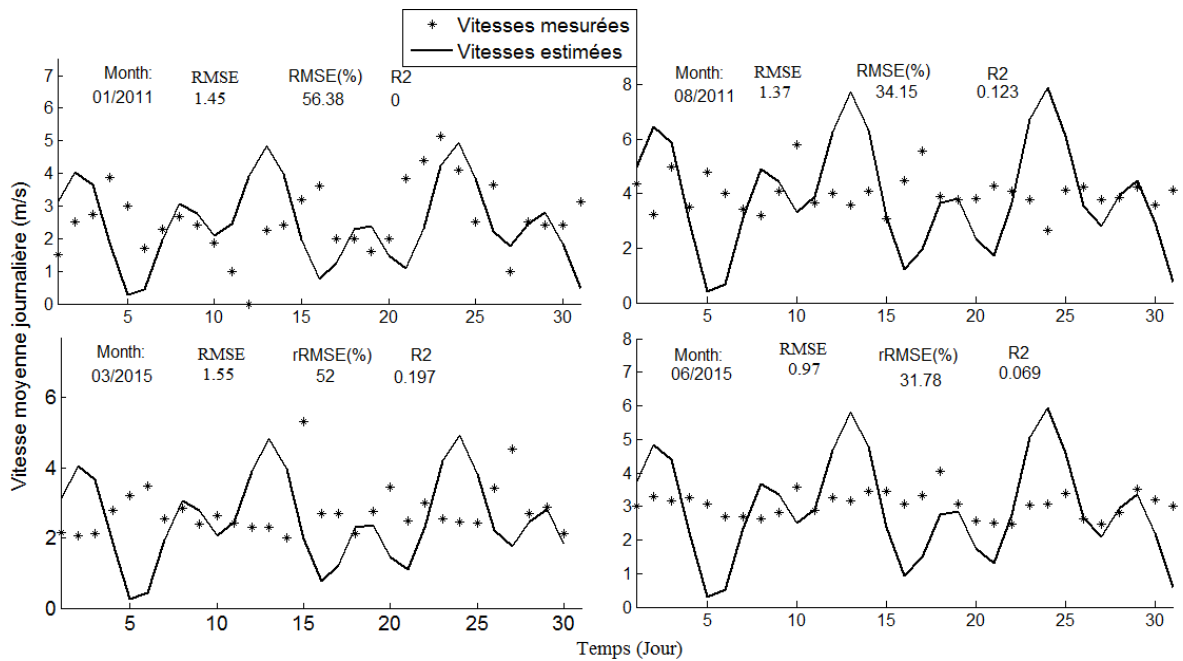 Vitesses mesurées
Vitesses estimées
Vitesse moyenne journalière (m/s)
Month: RMSE RMSE(%) R2
01/2011 1.45 56.38 0
7
6
5
4
3
2
1
0
5 10 15 20 25 30
Month: RMSE RMSE(%) R2
08/2011 1.37 34.15 0.123
8
6
4
2
0
5 10 15 20 25 30
Month: RMSE rRMSE(%) R2
03/2015 1.55 52 0.197
6
4
2
0
5 10 15 20 25 30
Month: RMSE rRMSE(%) R2
06/2015 0.97 31.78 0.069
8
7
6
5
4
3
2
1
0
5 10 15 20 25 30
Temps (Jour)